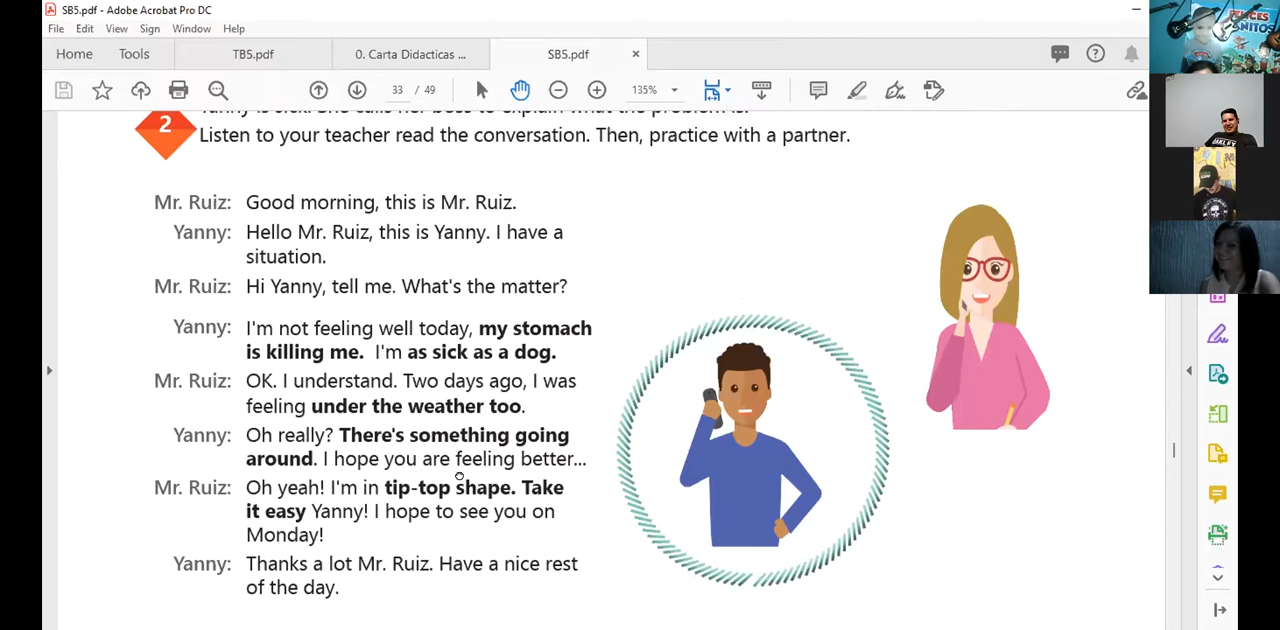 SB5.pdf - Adobe Acrobat Pro DC
File Edit View Sign Window Help
Home Tools TB5.pdf 0. Carta Didacticas ... SB5.pdf ×
33 / 49 135%
2
Listen to your teacher read the conversation. Then, practice with a partner.
Mr. Ruiz: Good morning, this is Mr. Ruiz.
Yanny: Hello Mr. Ruiz, this is Yanny. I have a
situation.
Mr. Ruiz: Hi Yanny, tell me. What's the matter?
Yanny: I'm not feeling well today, my stomach
is killing me. I'm as sick as a dog.
Mr. Ruiz: OK. I understand. Two days ago, I was
feeling under the weather too.
Yanny: Oh really? There's something going
around. I hope you are feeling better...
Mr. Ruiz: Oh yeah! I'm in tip-top shape. Take
it easy Yanny! I hope to see you on
Monday!
Yanny: Thanks a lot Mr. Ruiz. Have a nice rest
of the day.
OAKLEY